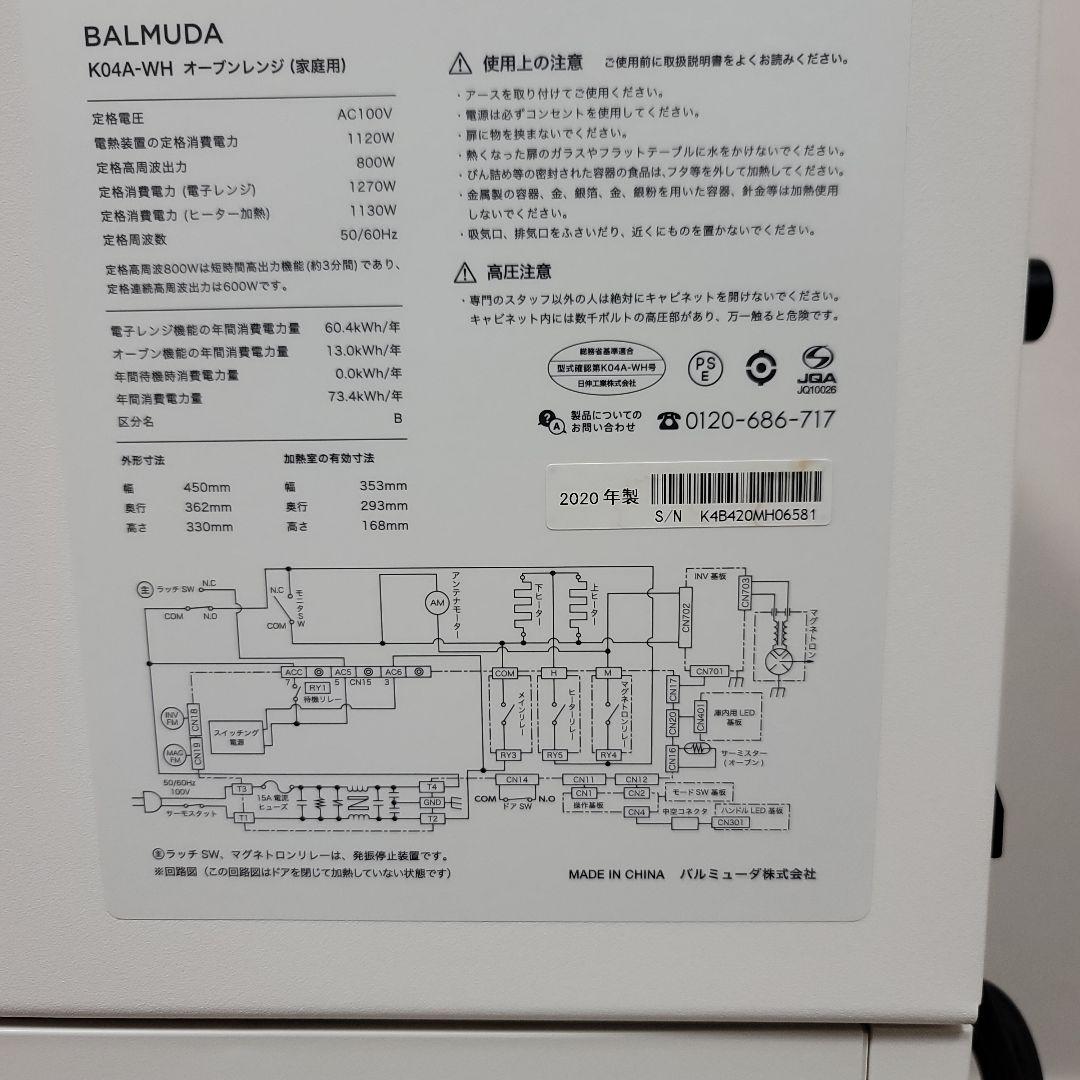 BALMUDA
K04A-WH オーブンレンジ (家庭用)
定格電圧 AC100V
電熱装置の定格消費電力 1120W
定格高周波出力 800W
定格消費電力 (電子レンジ) 1270W
定格消費電力 (ヒーター加熱) 1130W
定格周波数 50/60Hz
定格高周波800Wは短時間高出力機能(約3分間)であり、
定格連続高周波出力は600Wです。
電子レンジ機能の年間消費電力量 60.4kWh/年
オーブン機能の年間消費電力量 13.0kWh/年
年間待機時消費電力量 0.0kWh/年
年間消費電力量 73.4kWh/年
区分名 B
外形寸法 加熱室の有効寸法
幅 450mm 幅 353mm
奥行 362mm 奥行 293mm
高さ 330mm 高さ 168mm
使用上の注意 ご使用前に取扱説明書をよくお読みください。
・アースを取り付けてご使用ください。
・電源は必ずコンセントを使用してください。
・扉に物を挟まないでください。
・熱くなった扉のガラスやフラットテーブルに水をかけないでください。
・びん詰め等の密封された容器の食品は、フタ等を外して加熱してください。
・金属製の容器、金、銀箔、金、銀粉を用いた容器、針金等は加熱使用
しないでください。
・吸気口、排気口をふさいだり、近くにものを置かないでください。
高圧注意
・専門のスタッフ以外の人は絶対にキャビネットを開けないでください。
キャビネット内には数千ボルトの高圧部があり、万一触ると危険です。
総務省基準適合
型式確認第K04A-WH号
日伸工業株式会社
PS
E
JQA
JQ10026
?
A
製品についての
お問い合わせ
0120-686-717
2020 年製
S/N K4B420MH06581
主 ラッチ SW
N.C
COM
N.O
N.C
モニタSW
COM
AM
アンテナモーター
下ヒーター
上ヒーター
INV 基板
CN702
CN703
CN701
マグネトロン
ACC
AC5
AC6
7
5
CN15
3
RY1
待機リレー
スイッチング
電源
INV
FM
MAG
FM
CN18
CN19
COM
H
M
メインリレー
ヒーターリレー
マグネトロンリレー
RY3
RY5
RY4
CN17
CN20
CN16
CN401
庫内用 LED
基板
サーミスター
(オーブン)
50/60Hz
100V
サーモスタット
T3
T1
15A 電流
ヒューズ
T4
GND
T2
CN14
COM
N.O
ドア SW
CN11
CN12
CN1
CN2
操作基板
モード SW 基板
CN4
中空コネクタ
ハンドル LED 基板
CN301
主ラッチ SW、マグネトロンリレーは、発振停止装置です。
※回路図 (この回路図はドアを閉じて加熱していない状態です)
MADE IN CHINA バルミューダ株式会社